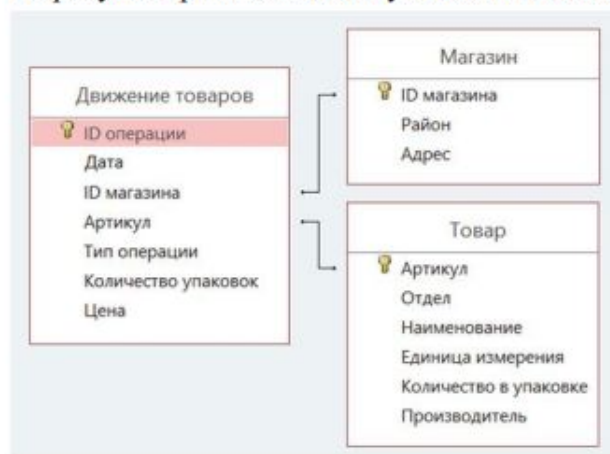 Движение товаров
ID операции
Дата
ID магазина
Артикул
Тип операции
Количество упаковок
Цена
Магазин
ID магазина
Район
Адрес
Товар
Артикул
Отдел
Наименование
Единица измерения
Количество в упаковке
Производитель